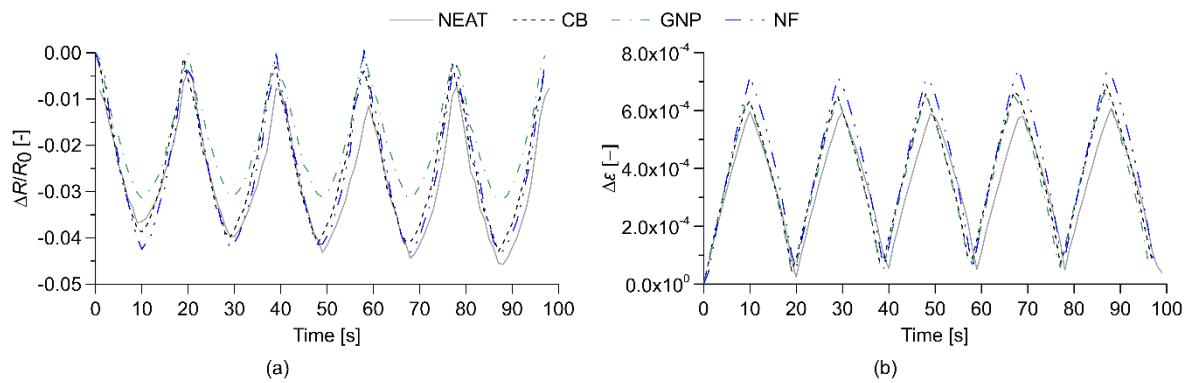 NEAT CB GNP NF
0.00
-0.01
-0.02
-0.03
-0.04
-0.05
ΔR/R₀ [-]
0 10 20 30 40 50 60 70 80 90 100
Time [s]
(a)
8.0x10⁻⁴
6.0x10⁻⁴
4.0x10⁻⁴
2.0x10⁻⁴
0.0x10⁰
Δε [−]
0 10 20 30 40 50 60 70 80 90 100
Time [s]
(b)